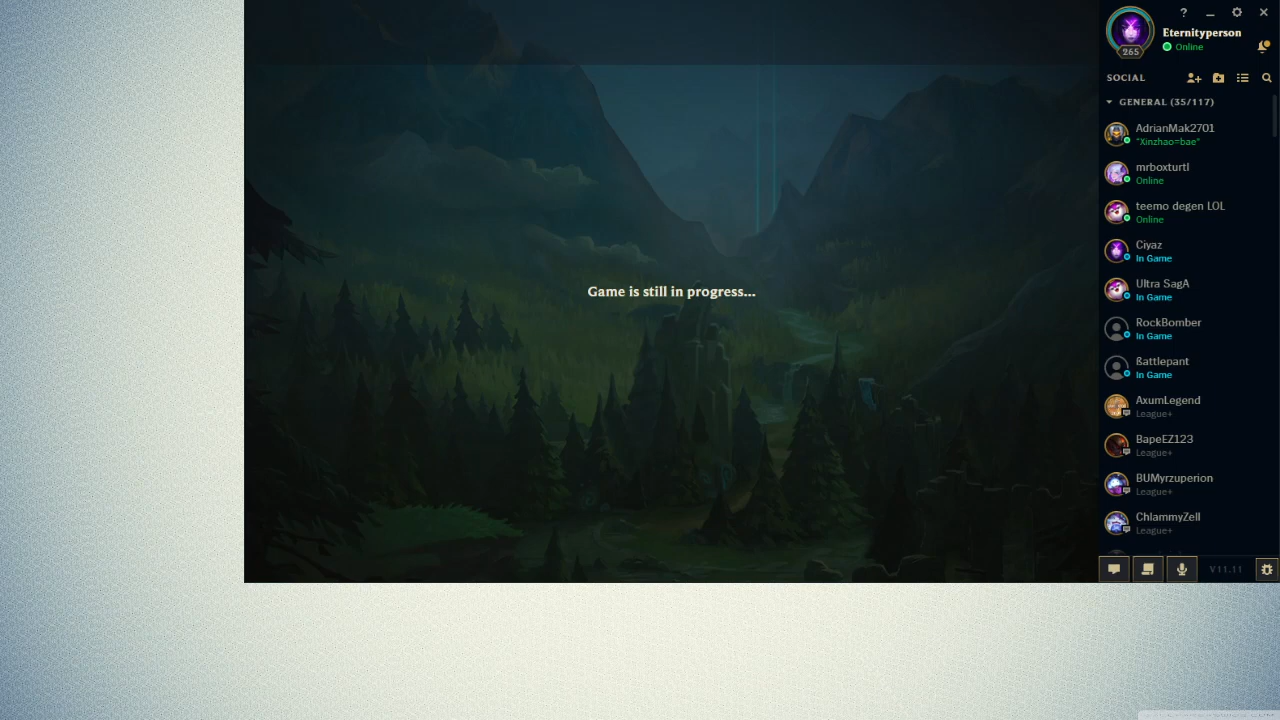 Eternityperson
265
Online
SOCIAL
GENERAL (35/117)
AdrianMak2701
"Xinzhao=bae"
mrboxturtl
Online
teemo degen LOL
Online
Game is still in progress...
Ciyaz
In Game
Ultra SagA
In Game
RockBomber
In Game
Battlepant
In Game
AxumLegend
League+
BapeEZ123
League+
BUMyrzuperion
League+
ChlammyZell
League+
V11.11